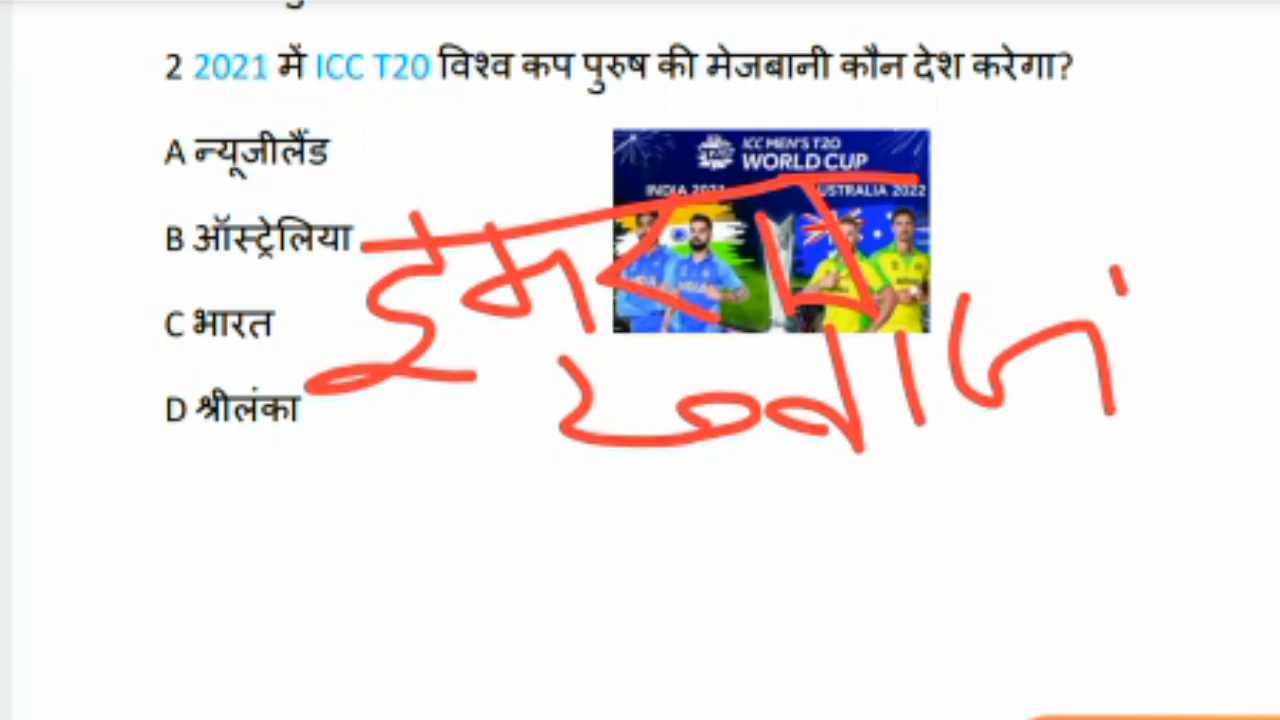 2 2021 में ICC T20 विश्व कप पुरुष की मेजबानी कौन देश करेगा?
A न्यूजीलैंड
B ऑस्ट्रेलिया
C भारत
D श्रीलंका
ICC MEN'S T20
WORLD CUP
INDIA 2021
AUSTRALIA 2022